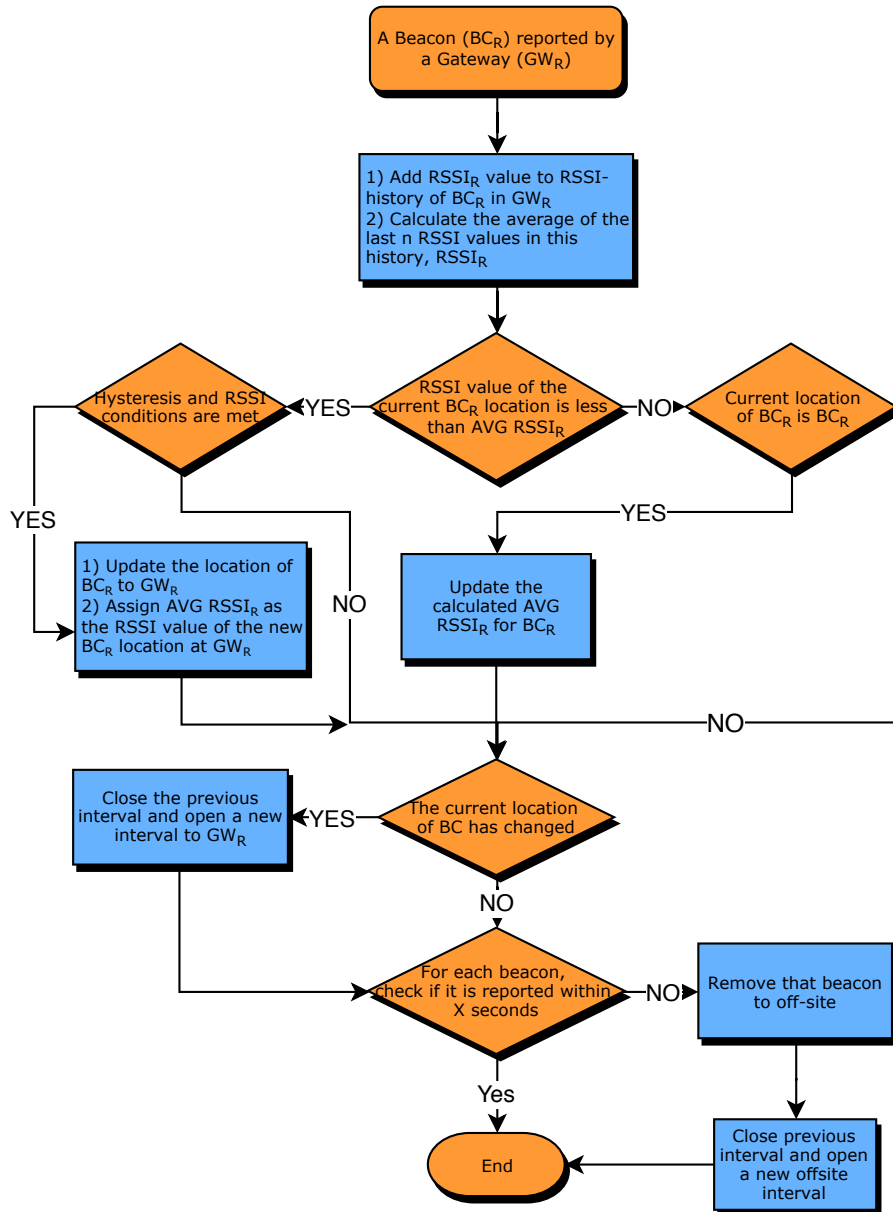 A Beacon (BCR) reported by
a Gateway (GWR)
1) Add RSSIR value to RSSI-
history of BCR in GWR
2) Calculate the average of the
last n RSSI values in this
history, RSSIR
Hysteresis and RSSI
conditions are met
YES
RSSI value of the
current BCR location is less
than AVG RSSIR
NO
Current location
of BCR is BCR
YES
YES
1) Update the location of
BCR to GWR
2) Assign AVG RSSIR as
the RSSI value of the new
BCR location at GWR
NO
Update the
calculated AVG
RSSIR for BCR
NO
Close the previous
interval and open a new
interval to GWR
YES
The current location
of BC has changed
NO
For each beacon,
check if it is reported within
X seconds
NO
Remove that beacon
to off-site
Yes
End
Close previous
interval and open
a new offsite
interval